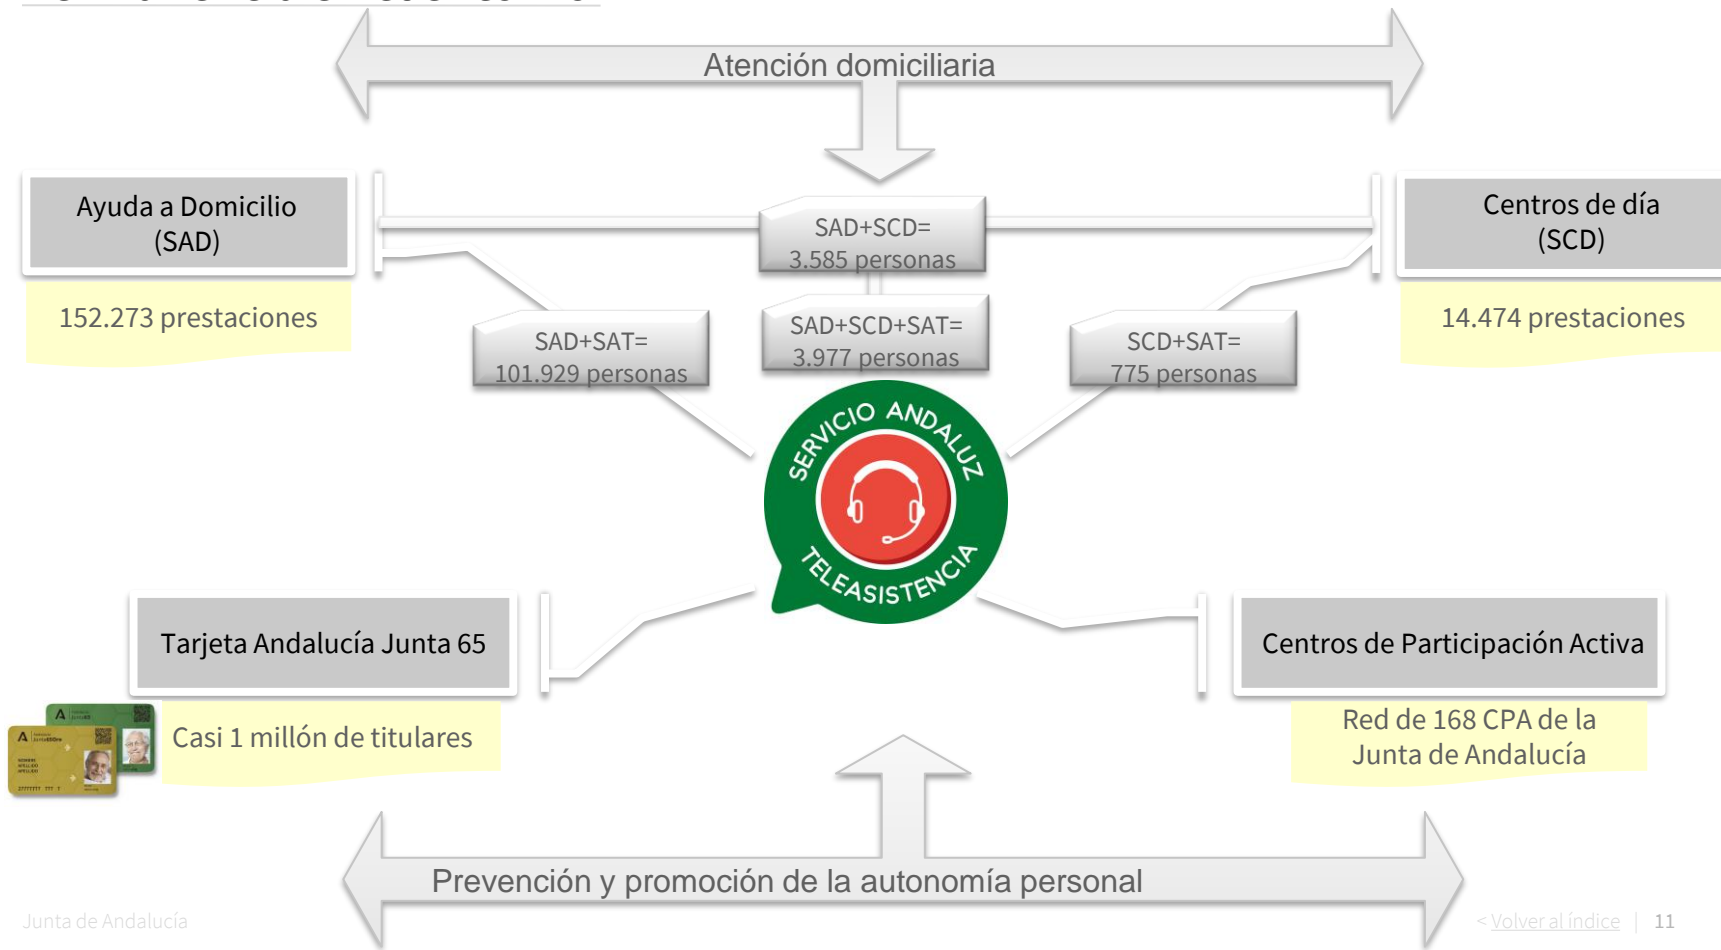 Atención domiciliaria
Ayuda a Domicilio
(SAD)
152.273 prestaciones
SAD+SCD=
3.585 personas
Centros de día
(SCD)
14.474 prestaciones
SAD+SAT=
101.929 personas
SAD+SCD+SAT=
3.977 personas
SCD+SAT=
775 personas
SERVICIO ANDALUZ
TELEASISTENCIA
Tarjeta Andalucía Junta 65
Casi 1 millón de titulares
Centros de Participación Activa
Red de 168 CPA de la
Junta de Andalucía
Prevención y promoción de la autonomía personal
Junta de Andalucía
< Volver al índice | 11